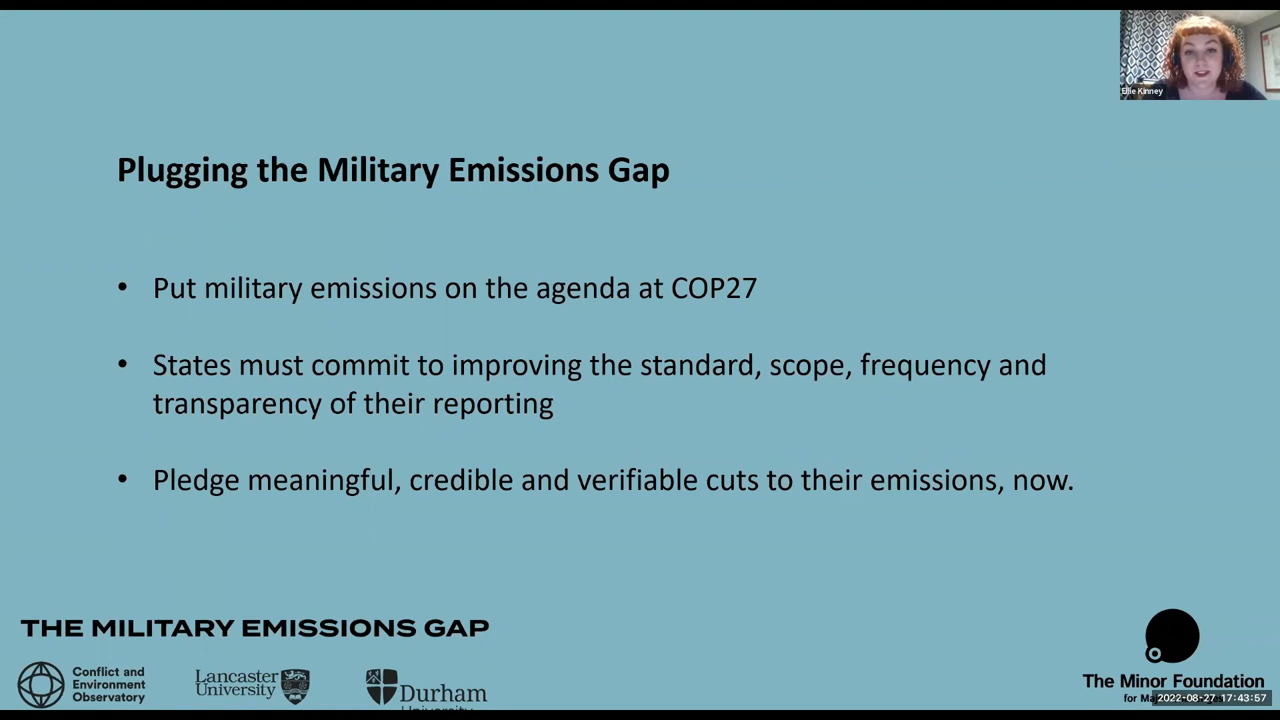 Ellie Kinney
Plugging the Military Emissions Gap
• Put military emissions on the agenda at COP27
• States must commit to improving the standard, scope, frequency and
transparency of their reporting
• Pledge meaningful, credible and verifiable cuts to their emissions, now.
THE MILITARY EMISSIONS GAP
Conflict and
Environment
Observatory
Lancaster
University
Durham
University
The Minor Foundation
for
2022-08-27 17:43:57